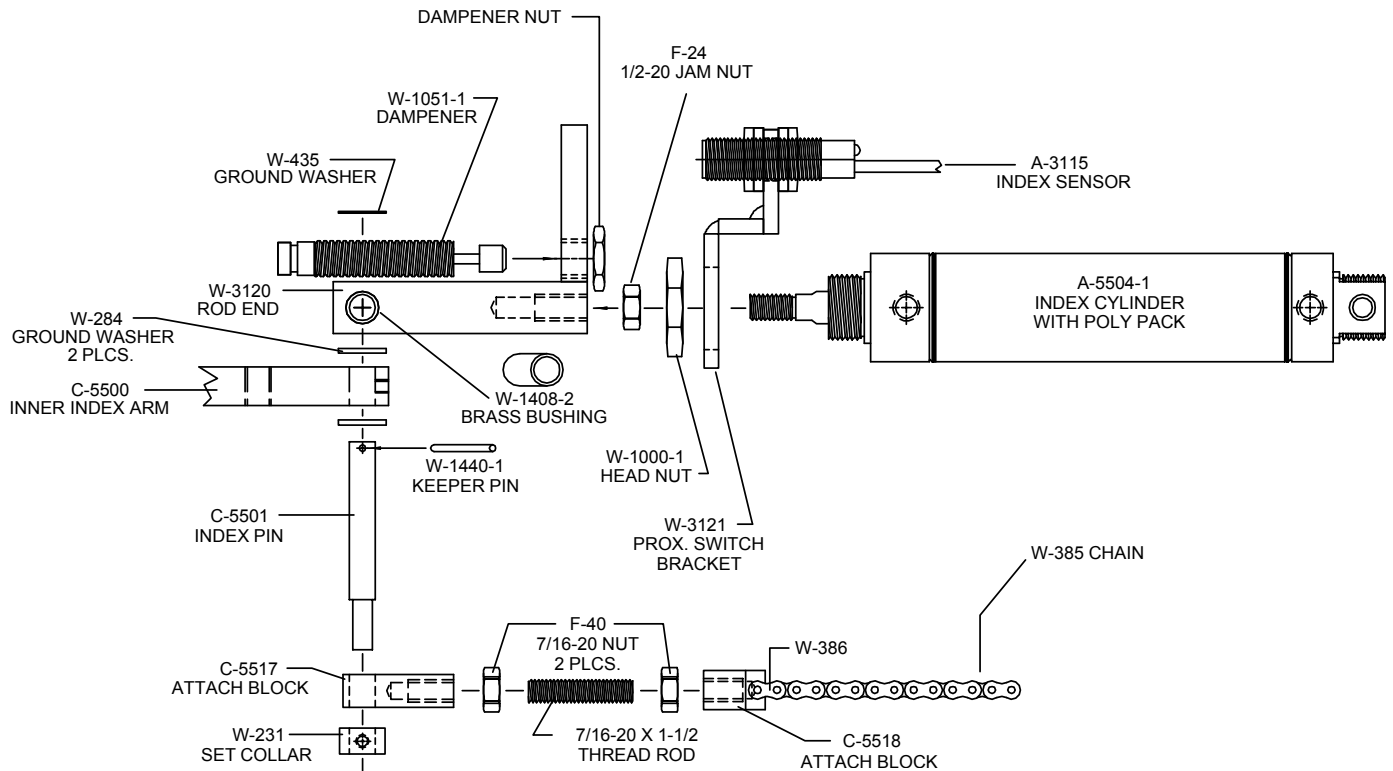 DAMPENER NUT
F-24
1/2-20 JAM NUT
W-1051-1
DAMPENER
W-435
GROUND WASHER
A-3115
INDEX SENSOR
W-3120
ROD END
A-5504-1
INDEX CYLINDER
WITH POLY PACK
W-284
GROUND WASHER
2 PLCS.
C-5500
INNER INDEX ARM
W-1408-2
BRASS BUSHING
W-1000-1
HEAD NUT
W-1440-1
KEEPER PIN
C-5501
INDEX PIN
W-3121
PROX. SWITCH
BRACKET
W-385 CHAIN
F-40
7/16-20 NUT
2 PLCS.
W-386
C-5517
ATTACH BLOCK
W-231
SET COLLAR
7/16-20 X 1-1/2
THREAD ROD
C-5518
ATTACH BLOCK